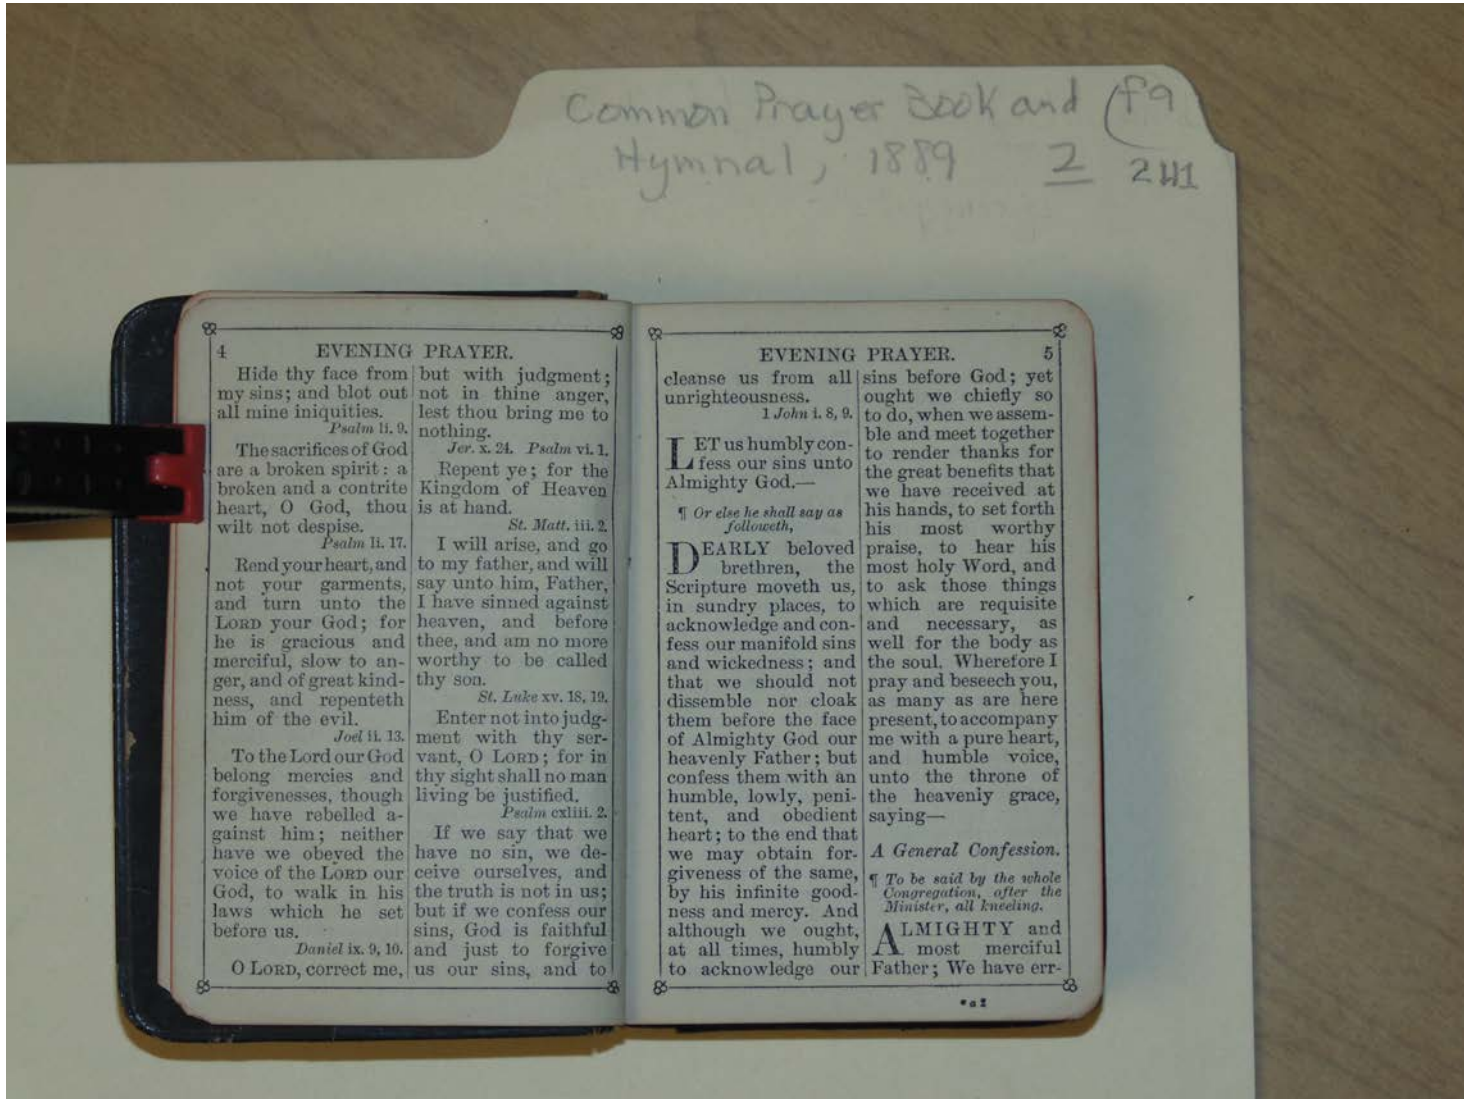 Common Prayer Book and (f9
Hymnal, 1889 2 241
4 EVENING PRAYER.
Hide thy face from
my sins; and blot out
all mine iniquities.
Psalm li. 9.
The sacrifices of God
are a broken spirit: a
broken and a contrite
heart, O God, thou
wilt not despise.
Psalm li. 17.
Rend your heart, and
not your garments,
and turn unto the
LORD your God; for
he is gracious and
merciful, slow to an-
ger, and of great kind-
ness, and repenteth
him of the evil.
Joel ii. 13.
To the Lord our God
belong mercies and
forgivenesses, though
we have rebelled a-
gainst him; neither
have we obeyed the
voice of the LORD our
God, to walk in his
laws which he set
before us.
Daniel ix. 9, 10.
O LORD, correct me,
but with judgment;
not in thine anger,
lest thou bring me to
nothing.
Jer. x. 24. Psalm vi. 1.
Repent ye; for the
Kingdom of Heaven
is at hand.
St. Matt. iii. 2.
I will arise, and go
to my father, and will
say unto him, Father,
I have sinned against
heaven, and before
thee, and am no more
worthy to be called
thy son.
St. Luke xv. 18, 19.
Enter not into judg-
ment with thy ser-
vant, O LORD; for in
thy sight shall no man
living be justified.
Psalm cxliii. 2.
If we say that we
have no sin, we de-
ceive ourselves, and
the truth is not in us;
but if we confess our
sins, God is faithful
and just to forgive
us our sins, and to
EVENING PRAYER. 5
cleanse us from all
unrighteousness.
1 John i. 8, 9.
LET us humbly con-
fess our sins unto
Almighty God.—
¶ Or else he shall say as
followeth,
DEARLY beloved
brethren, the
Scripture moveth us,
in sundry places, to
acknowledge and con-
fess our manifold sins
and wickedness; and
that we should not
dissemble nor cloak
them before the face
of Almighty God our
heavenly Father; but
confess them with an
humble, lowly, peni-
tent, and obedient
heart; to the end that
we may obtain for-
giveness of the same,
by his infinite good-
ness and mercy. And
although we ought,
at all times, humbly
to acknowledge our
sins before God; yet
ought we chiefly so
to do, when we assem-
ble and meet together
to render thanks for
the great benefits that
we have received at
his hands, to set forth
his most worthy
praise, to hear his
most holy Word, and
to ask those things
which are requisite
and necessary, as
well for the body as
the soul. Wherefore I
pray and beseech you,
as many as are here
present, to accompany
me with a pure heart,
and humble voice,
unto the throne of
the heavenly grace,
saying—
A General Confession.
¶ To be said by the whole
Congregation, after the
Minister, all kneeling.
ALMIGHTY and
most merciful
Father; We have err-